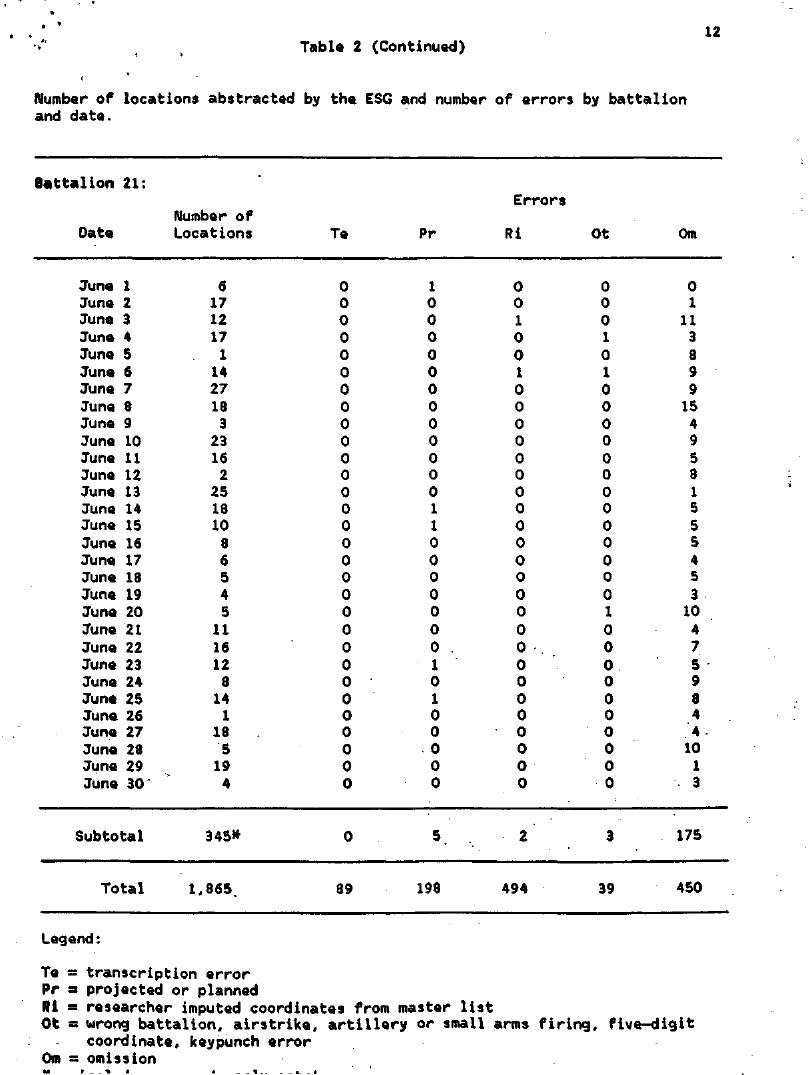 12
Table 2 (Continued)
Number of locations abstracted by the ESG and number of errors by battalion
and date.
Battalion 21:
Errors
Number of
Date Locations Te Pr Ri Ot Om
June 1 6 0 1 0 0 0
June 2 17 0 0 0 0 1
June 3 12 0 0 1 0 11
June 4 17 0 0 0 1 3
June 5 1 0 0 0 0 8
June 6 14 0 0 1 1 9
June 7 27 0 0 0 0 9
June 8 18 0 0 0 0 15
June 9 3 0 0 0 0 4
June 10 23 0 0 0 0 9
June 11 16 0 0 0 0 5
June 12 2 0 0 0 0 8
June 13 25 0 0 0 0 1
June 14 18 0 1 0 0 5
June 15 10 0 1 0 0 5
June 16 8 0 0 0 0 5
June 17 6 0 0 0 0 4
June 18 5 0 0 0 0 5
June 19 4 0 0 0 0 3
June 20 5 0 0 0 1 10
June 21 11 0 0 0 0 4
June 22 16 0 0 0 0 7
June 23 12 0 1 0 0 5
June 24 8 0 0 0 0 9
June 25 14 0 1 0 0 8
June 26 1 0 0 0 0 4
June 27 18 0 0 0 0 4
June 28 5 0 0 0 0 10
June 29 19 0 0 0 0 1
June 30 4 0 0 0 0 3
Subtotal 345* 0 5 2 3 175
Total 1,865 89 198 494 39 450
Legend:
Te = transcription error
Pr = projected or planned
Ri = researcher imputed coordinates from master list
Ot = wrong battalion, airstrike, artillery or small arms firing, five-digit
coordinate, keypunch error
Om = omission